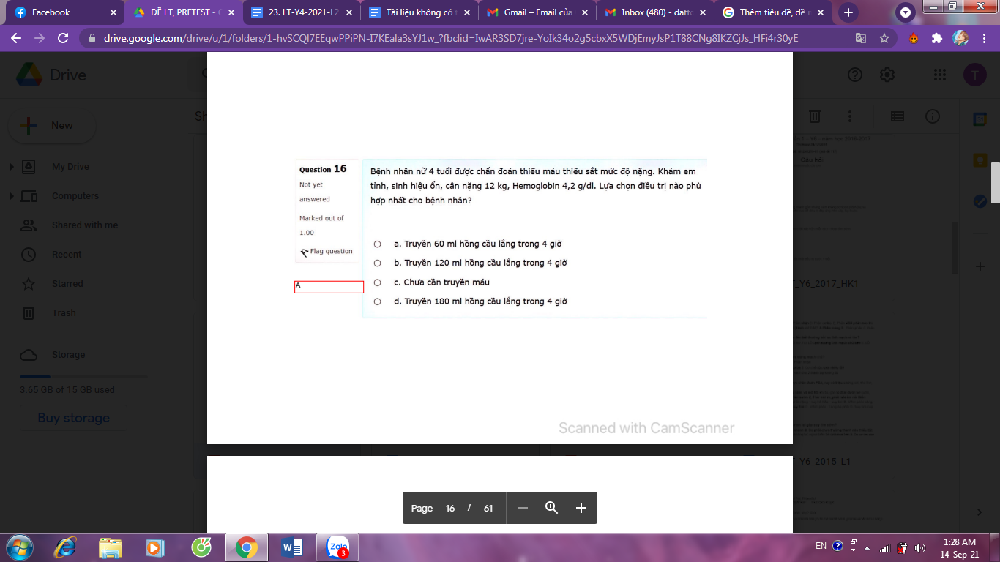 Facebook
ĐỀ LT, PRETEST - G
23. LT-Y4-2021-L2
Tài liệu không có t
Gmail – Email của
Inbox (480) - datto
Thêm tiêu đề, đề m
drive.google.com/drive/u/1/folders/1-hvSCQl7EEqwPPiPN-I7KEala3sYJ1w_?fbclid=IwAR3SD7jre-YoIk34o2g5cbxX5WDjEmyJsP1T88CNg8IKZCjJs_HFi4r30yE
Drive
T
New
My Drive
Computers
Shared with me
Recent
Starred
Trash
Storage
3.65 GB of 15 GB used
Buy storage
Sh
Câu hỏi
T_Y6_2017_HK1
_Y6_2015_L1
Question 16
Not yet
answered
Marked out of
1.00
Flag question
A
Bệnh nhân nữ 4 tuổi được chẩn đoán thiếu máu thiếu sắt mức độ nặng. Khám em
tỉnh, sinh hiệu ổn, cân nặng 12 kg, Hemoglobin 4,2 g/dl. Lựa chọn điều trị nào phù
hợp nhất cho bệnh nhân?
a. Truyền 60 ml hồng cầu lắng trong 4 giờ
b. Truyền 120 ml hồng cầu lắng trong 4 giờ
c. Chưa cần truyền máu
d. Truyền 180 ml hồng cầu lắng trong 4 giờ
Scanned with CamScanner
Page 16 / 61
Zalo
3
EN
1:28 AM
14-Sep-21